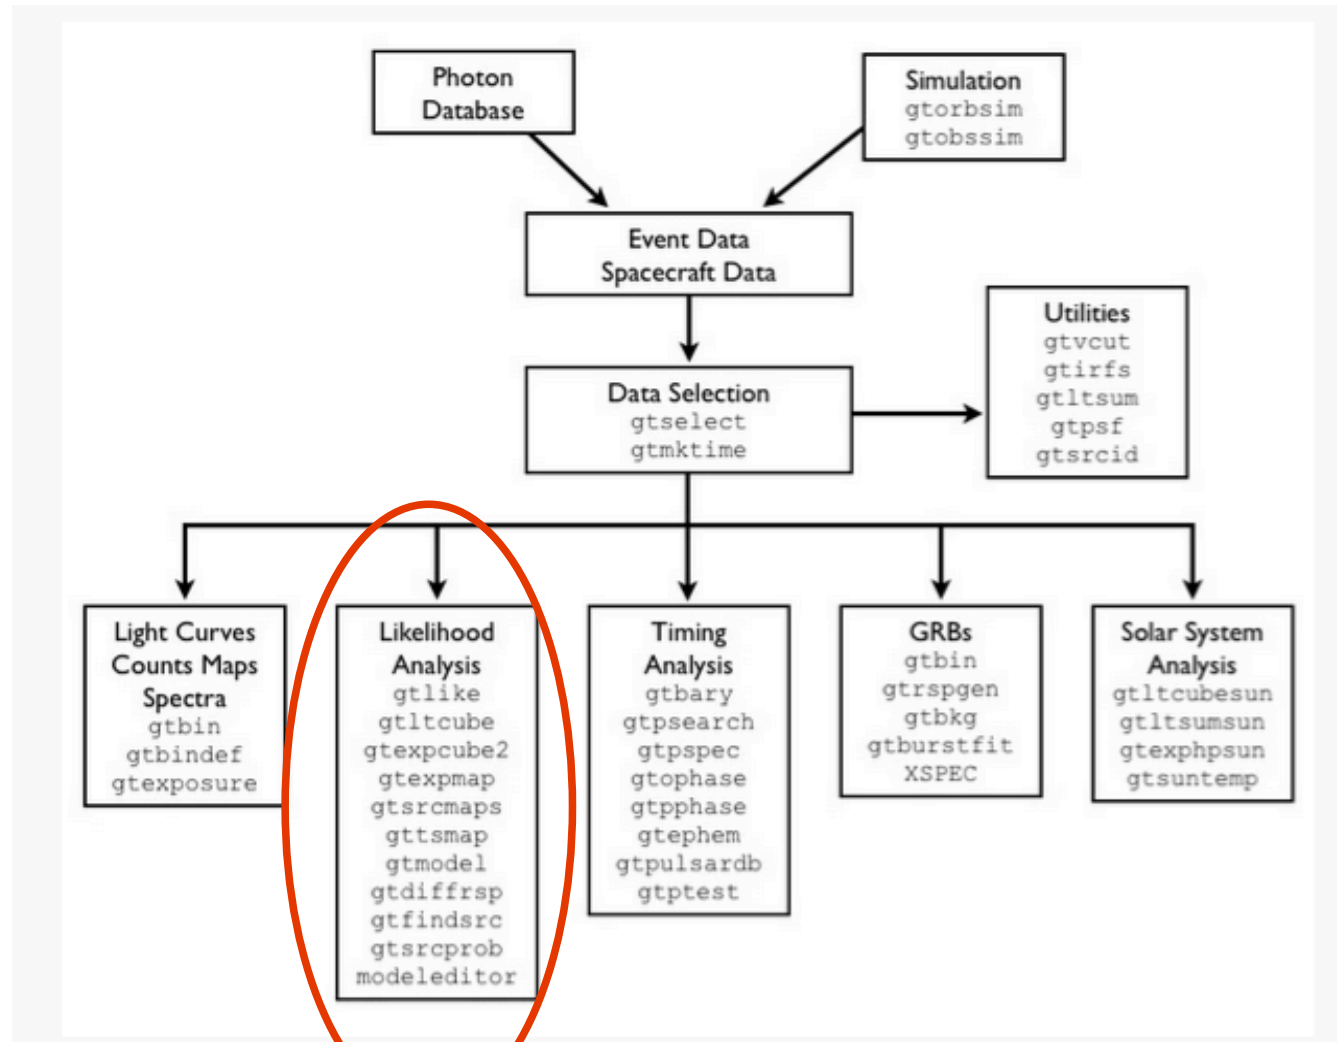 Photon
Database
Simulation
gtorbsim
gtobssim
Event Data
Spacecraft Data
Utilities
gtvcut
gtirfs
gtltsum
gtpsf
gtsrcid
Data Selection
gtselect
gtmktime
Light Curves
Counts Maps
Spectra
gtbin
gtbindef
gtexposure
Likelihood
Analysis
gtlike
gtltcube
gtexpcube2
gtexpmap
gtsrcmaps
gttsmap
gtmodel
gtdiffrsp
gtfindsrc
gtsrcprob
modeleditor
Timing
Analysis
gtbary
gtpsearch
gtpspec
gtophase
gtpphase
gtephem
gtpulsardb
gtptest
GRBs
gtbin
gtrspgen
gtbkg
gtburstfit
XSPEC
Solar System
Analysis
gtltcubesun
gtltsumsun
gtexphpsun
gtsuntemp